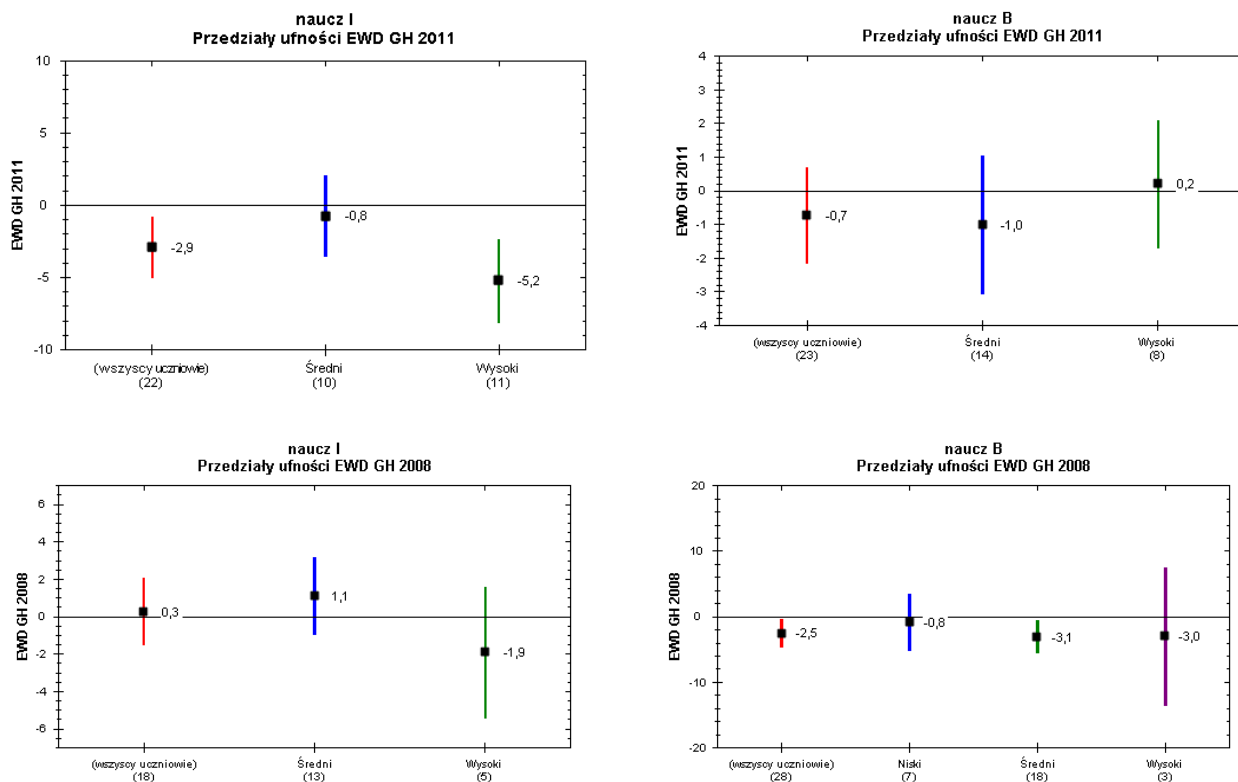 naucz I
Przedziały ufności EWD GH 2011
EWD GH 2011
10
5
0
-5
-10
-2,9
-0,8
-5,2
(wszyscy uczniowie)
(22)
Średni
(10)
Wysoki
(11)
naucz B
Przedziały ufności EWD GH 2011
EWD GH 2011
4
3
2
1
0
-1
-2
-3
-4
-0,7
-1,0
0,2
(wszyscy uczniowie)
(23)
Średni
(14)
Wysoki
(8)
naucz I
Przedziały ufności EWD GH 2008
EWD GH 2008
6
4
2
0
-2
-4
-6
0,3
1,1
-1,9
(wszyscy uczniowie)
(18)
Średni
(13)
Wysoki
(5)
naucz B
Przedziały ufności EWD GH 2008
EWD GH 2008
20
10
0
-10
-20
-2,5
-0,8
-3,1
-3,0
(wszyscy uczniowie)
(28)
Niski
(7)
Średni
(18)
Wysoki
(3)